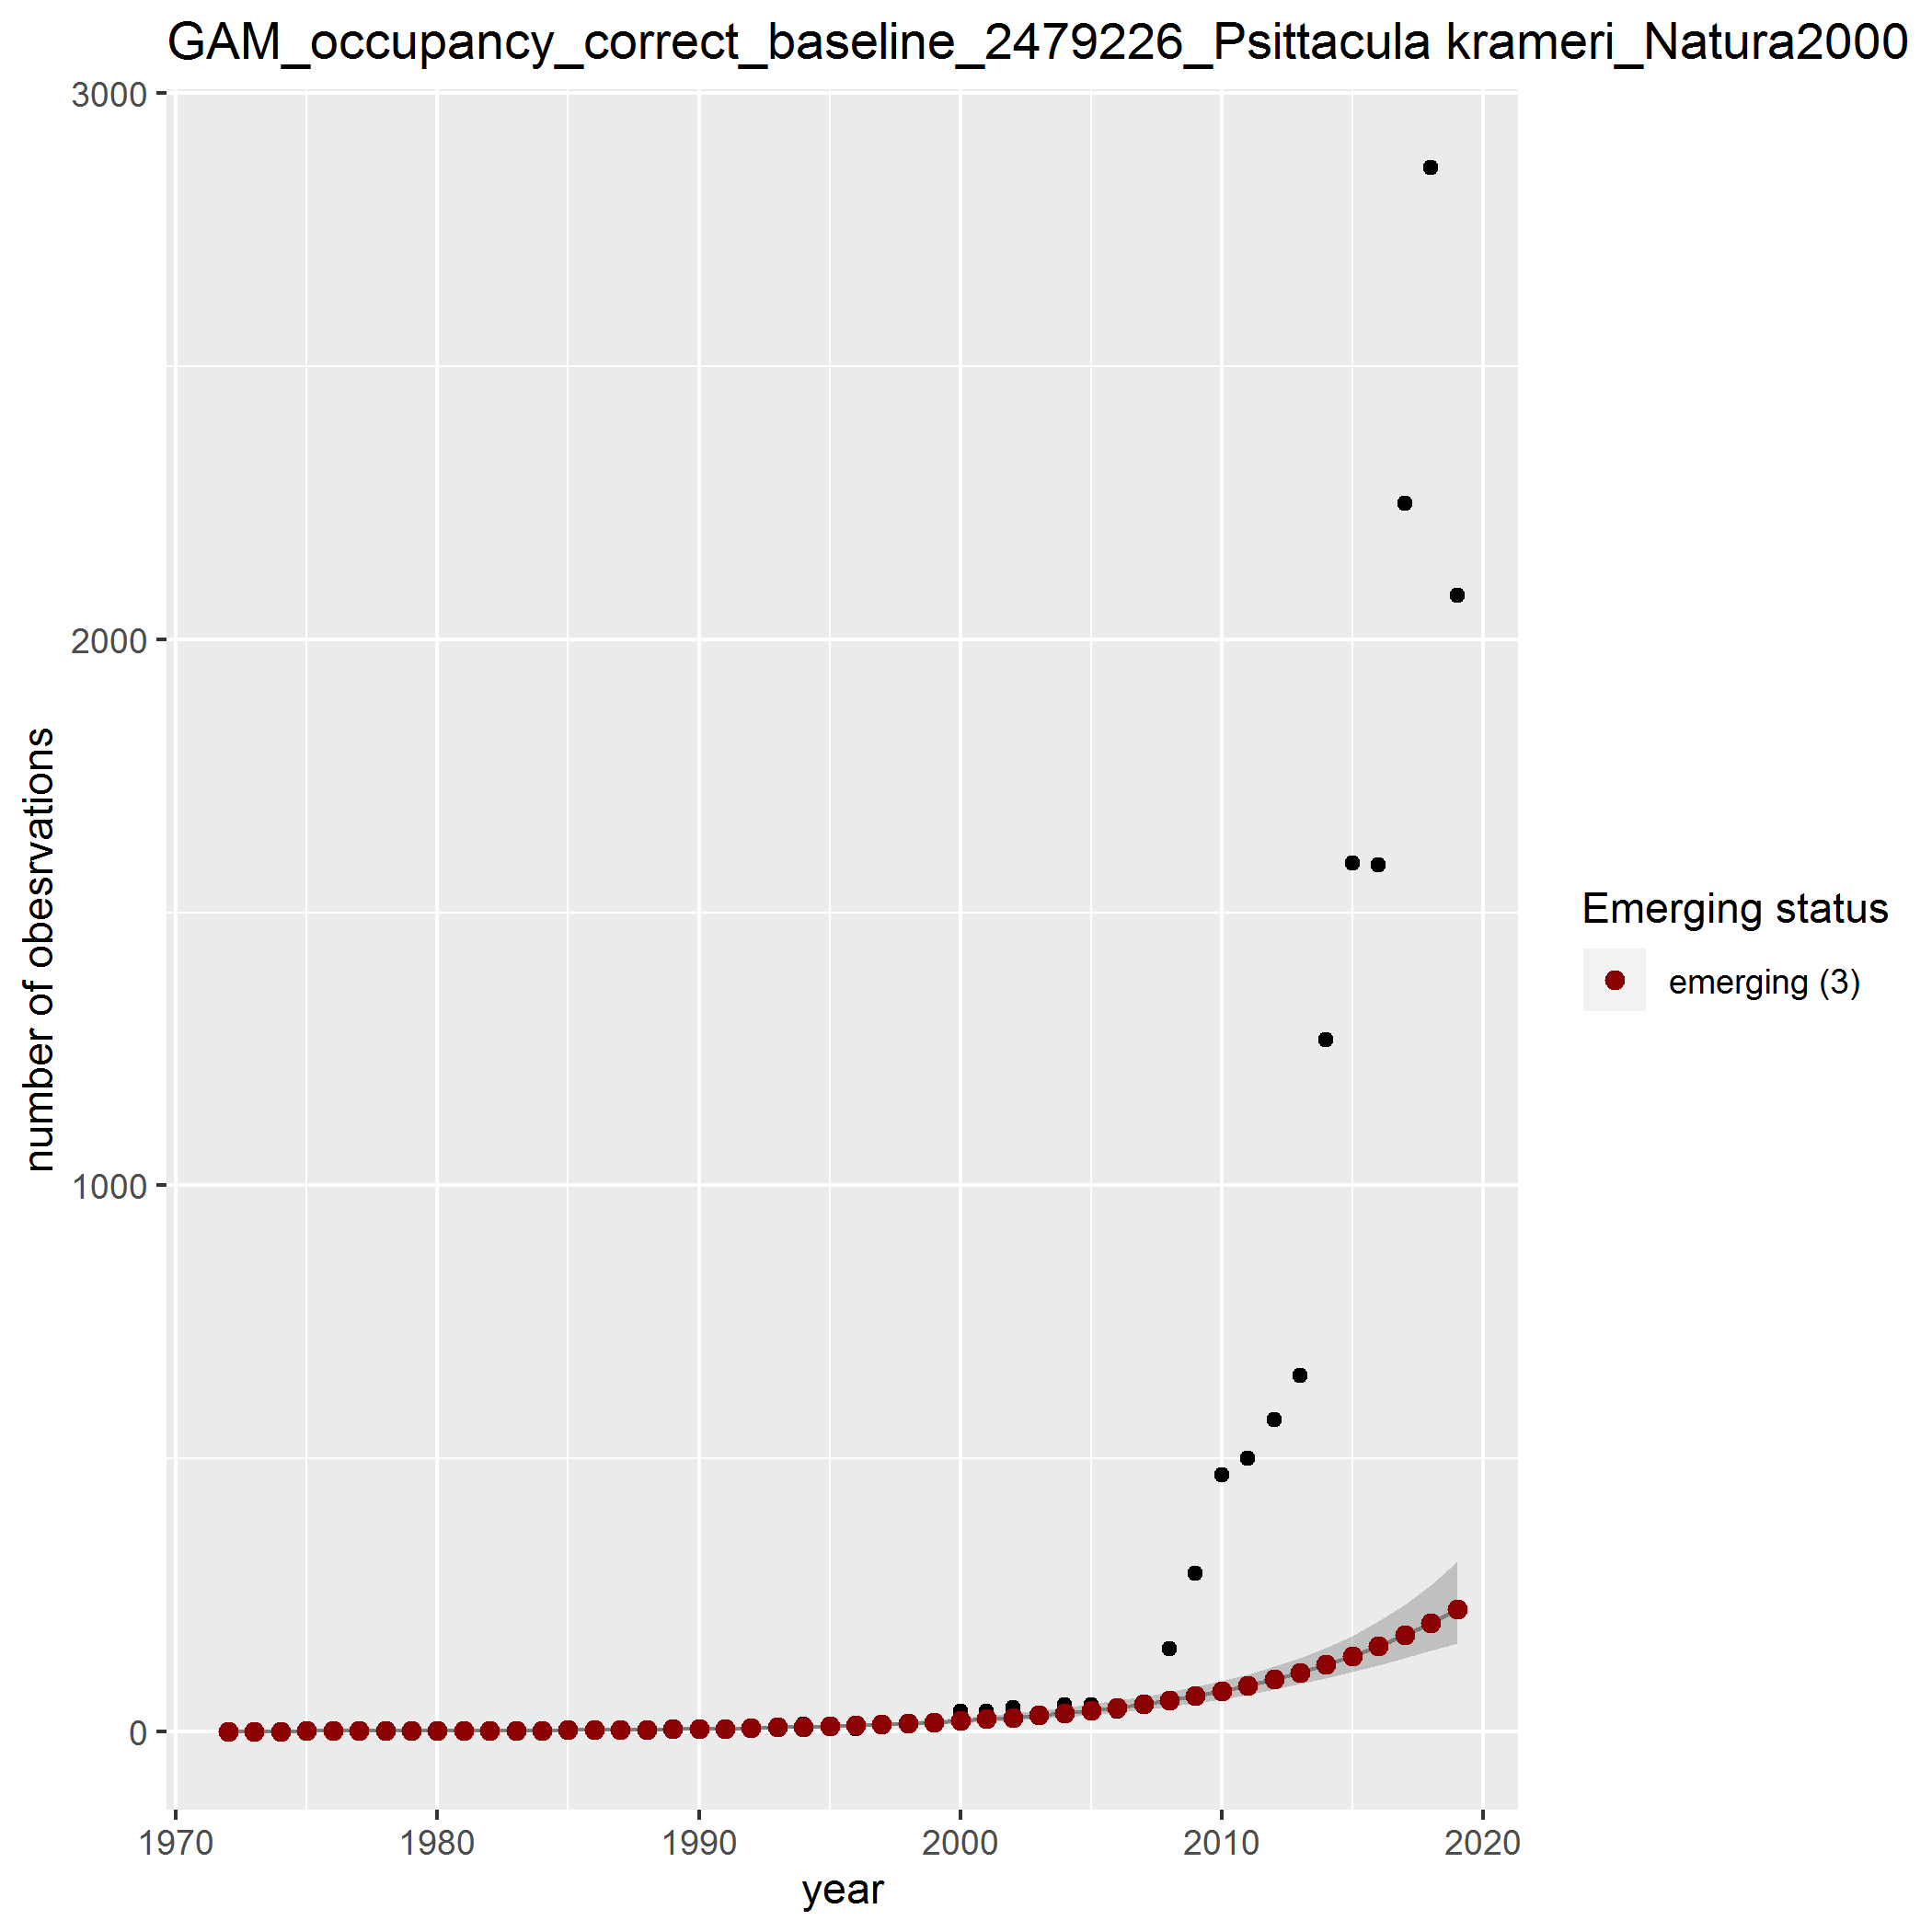 GAM_occupancy_correct_baseline_2479226_Psittacula krameri_Natura2000
3000
2000
1000
0
number of obesrvations
1970 1980 1990 2000 2010 2020
year
Emerging status
emerging (3)